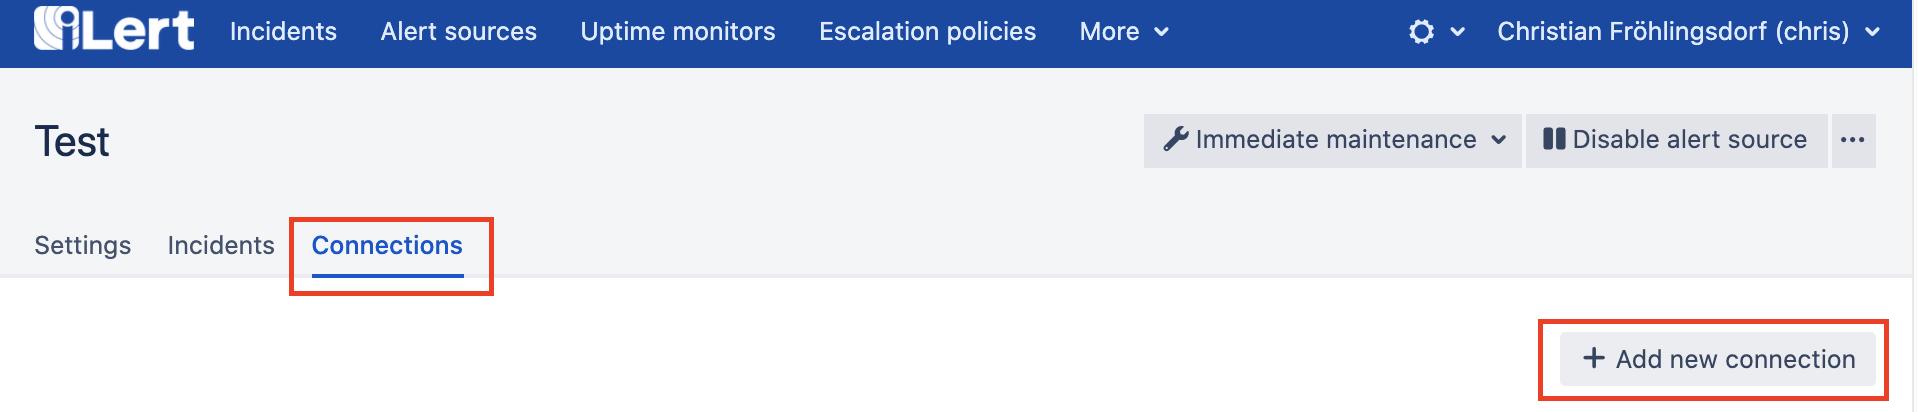 iLert Incidents Alert sources Uptime monitors Escalation policies More Christian Fröhlingsdorf (chris)
Test
Immediate maintenance Disable alert source ...
Settings Incidents Connections
+ Add new connection